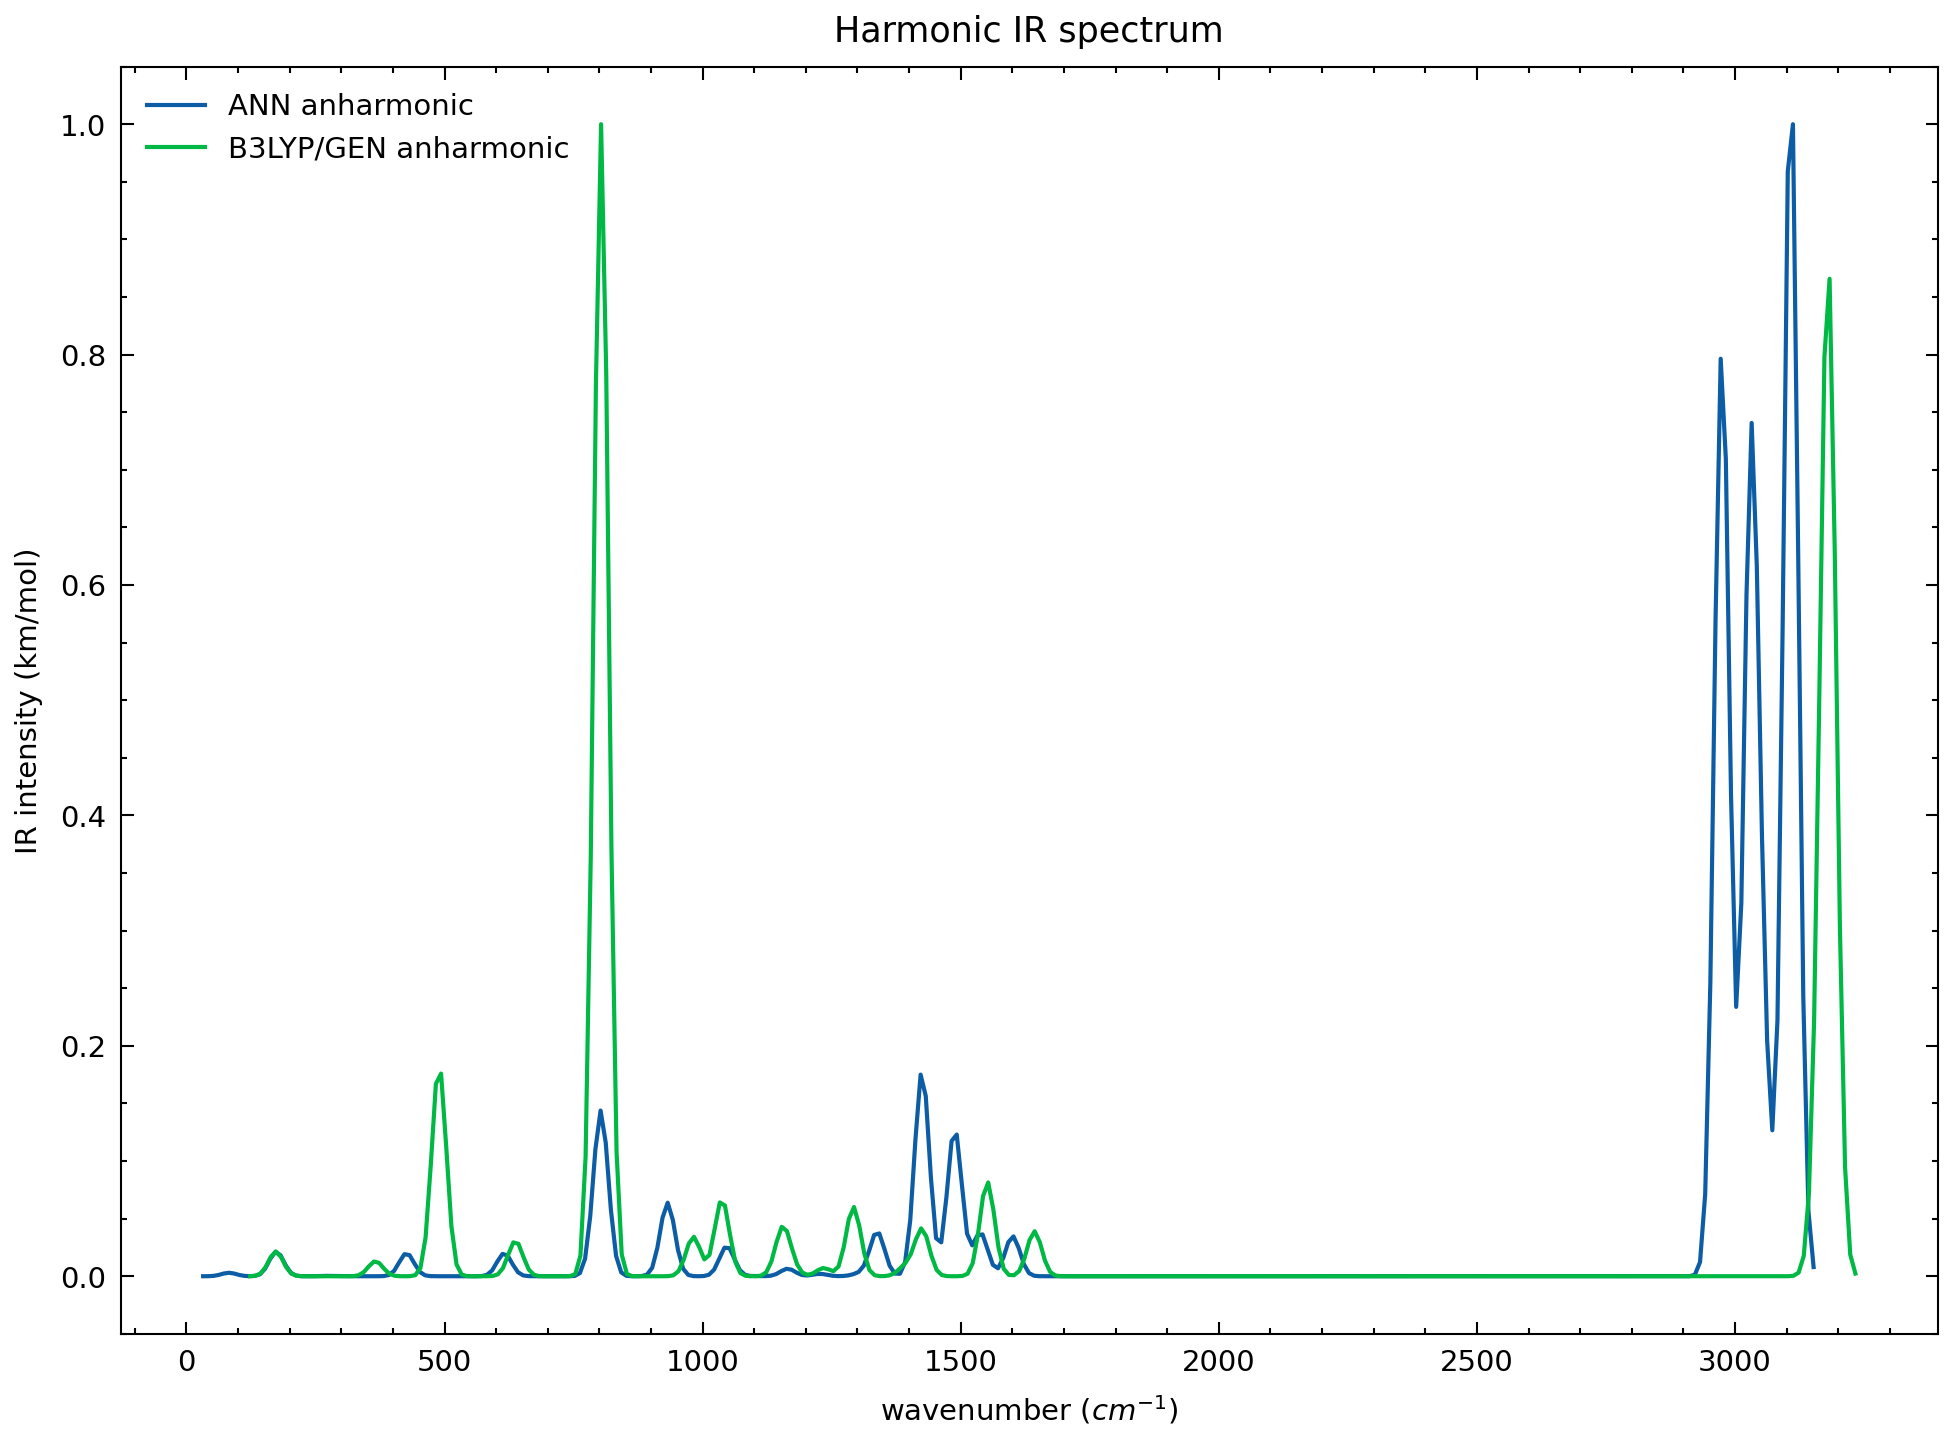 Harmonic IR spectrum
ANN anharmonic
B3LYP/GEN anharmonic
1.0
0.8
0.6
0.4
0.2
0.0
IR intensity (km/mol)
0 500 1000 1500 2000 2500 3000
wavenumber (cm⁻¹)